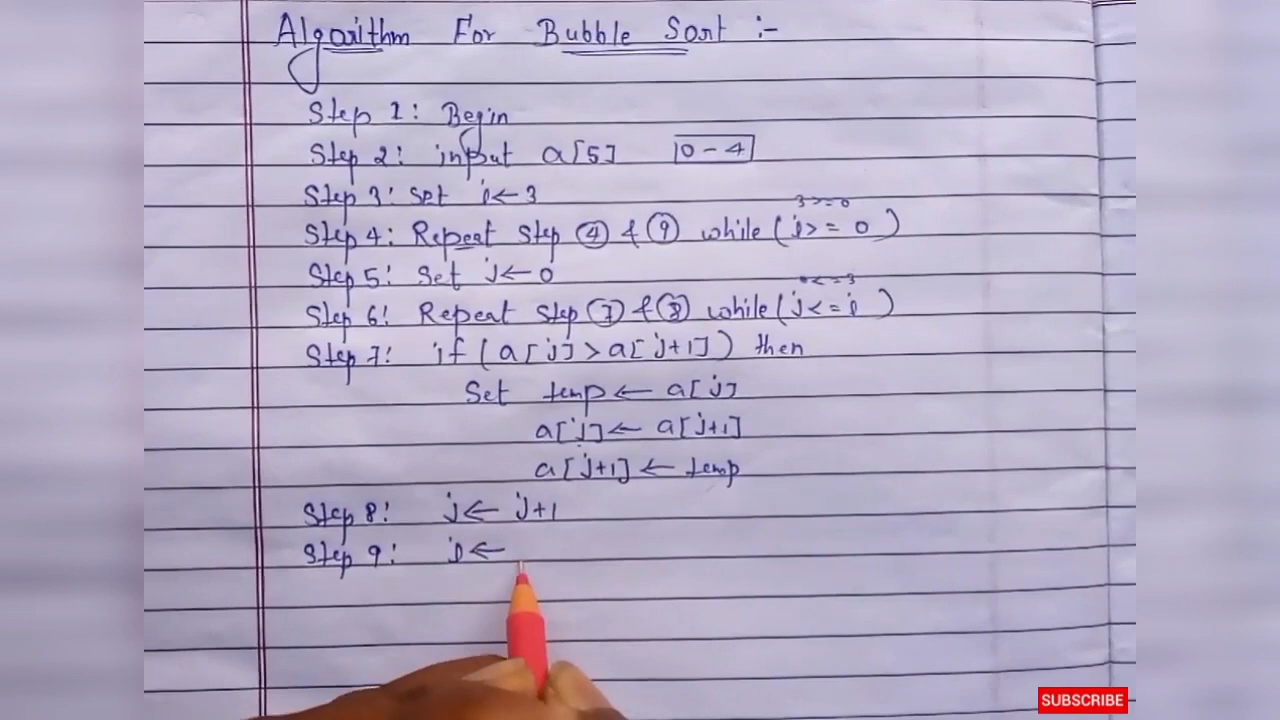 Algorithm For Bubble Sort :-
Step 1: Begin
Step 2: input a[5] 0-4
Step 3: set i←3
3>=0
Step 4: Repeat step ④ & ⑨ while (i>=0)
Step 5: Set j←0
0<=3
Step 6: Repeat step ⑦ & ⑧ while (j<=i)
Step 7: if (a[j]>a[j+1]) then
Set temp← a[j]
a[j]← a[j+1]
a[j+1] ← temp
Step 8: j← j+1
Step 9: i←
SUBSCRIBE